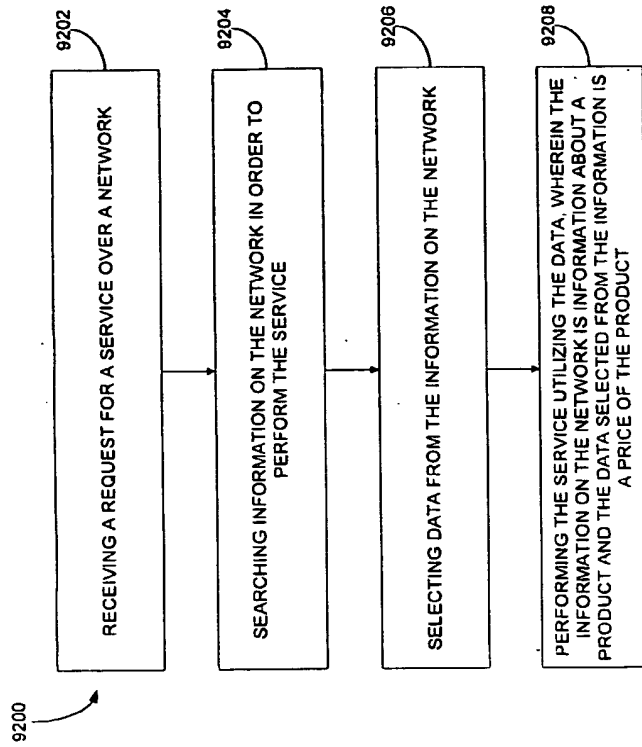 9200
9202
RECEIVING A REQUEST FOR A SERVICE OVER A NETWORK
9204
SEARCHING INFORMATION ON THE NETWORK IN ORDER TO
PERFORM THE SERVICE
9206
SELECTING DATA FROM THE INFORMATION ON THE NETWORK
9208
PERFORMING THE SERVICE UTILIZING THE DATA, WHEREIN THE
INFORMATION ON THE NETWORK IS INFORMATION ABOUT A
PRODUCT AND THE DATA SELECTED FROM THE INFORMATION IS
A PRICE OF THE PRODUCT